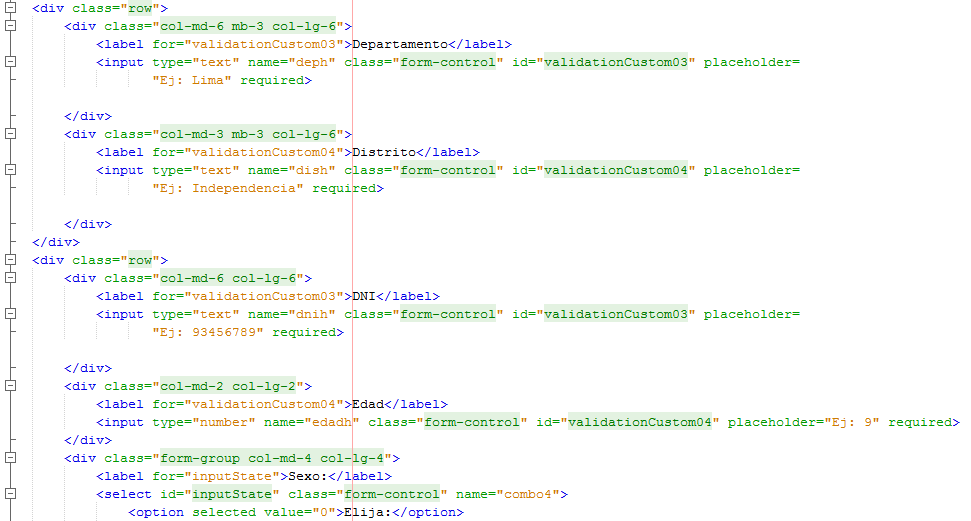 <div class="row">
<div class="col-md-6 mb-3 col-lg-6">
<label for="validationCustom03">Departamento</label>
<input type="text" name="deph" class="form-control" id="validationCustom03" placeholder=
"Ej: Lima" required>
</div>
<div class="col-md-3 mb-3 col-lg-6">
<label for="validationCustom04">Distrito</label>
<input type="text" name="dish" class="form-control" id="validationCustom04" placeholder=
"Ej: Independencia" required>
</div>
</div>
<div class="row">
<div class="col-md-6 col-lg-6">
<label for="validationCustom03">DNI</label>
<input type="text" name="dnih" class="form-control" id="validationCustom03" placeholder=
"Ej: 93456789" required>
</div>
<div class="col-md-2 col-lg-2">
<label for="validationCustom04">Edad</label>
<input type="number" name="edadh" class="form-control" id="validationCustom04" placeholder="Ej: 9" required>
</div>
<div class="form-group col-md-4 col-lg-4">
<label for="inputState">Sexo:</label>
<select id="inputState" class="form-control" name="combo4">
<option selected value="0">Elija:</option>